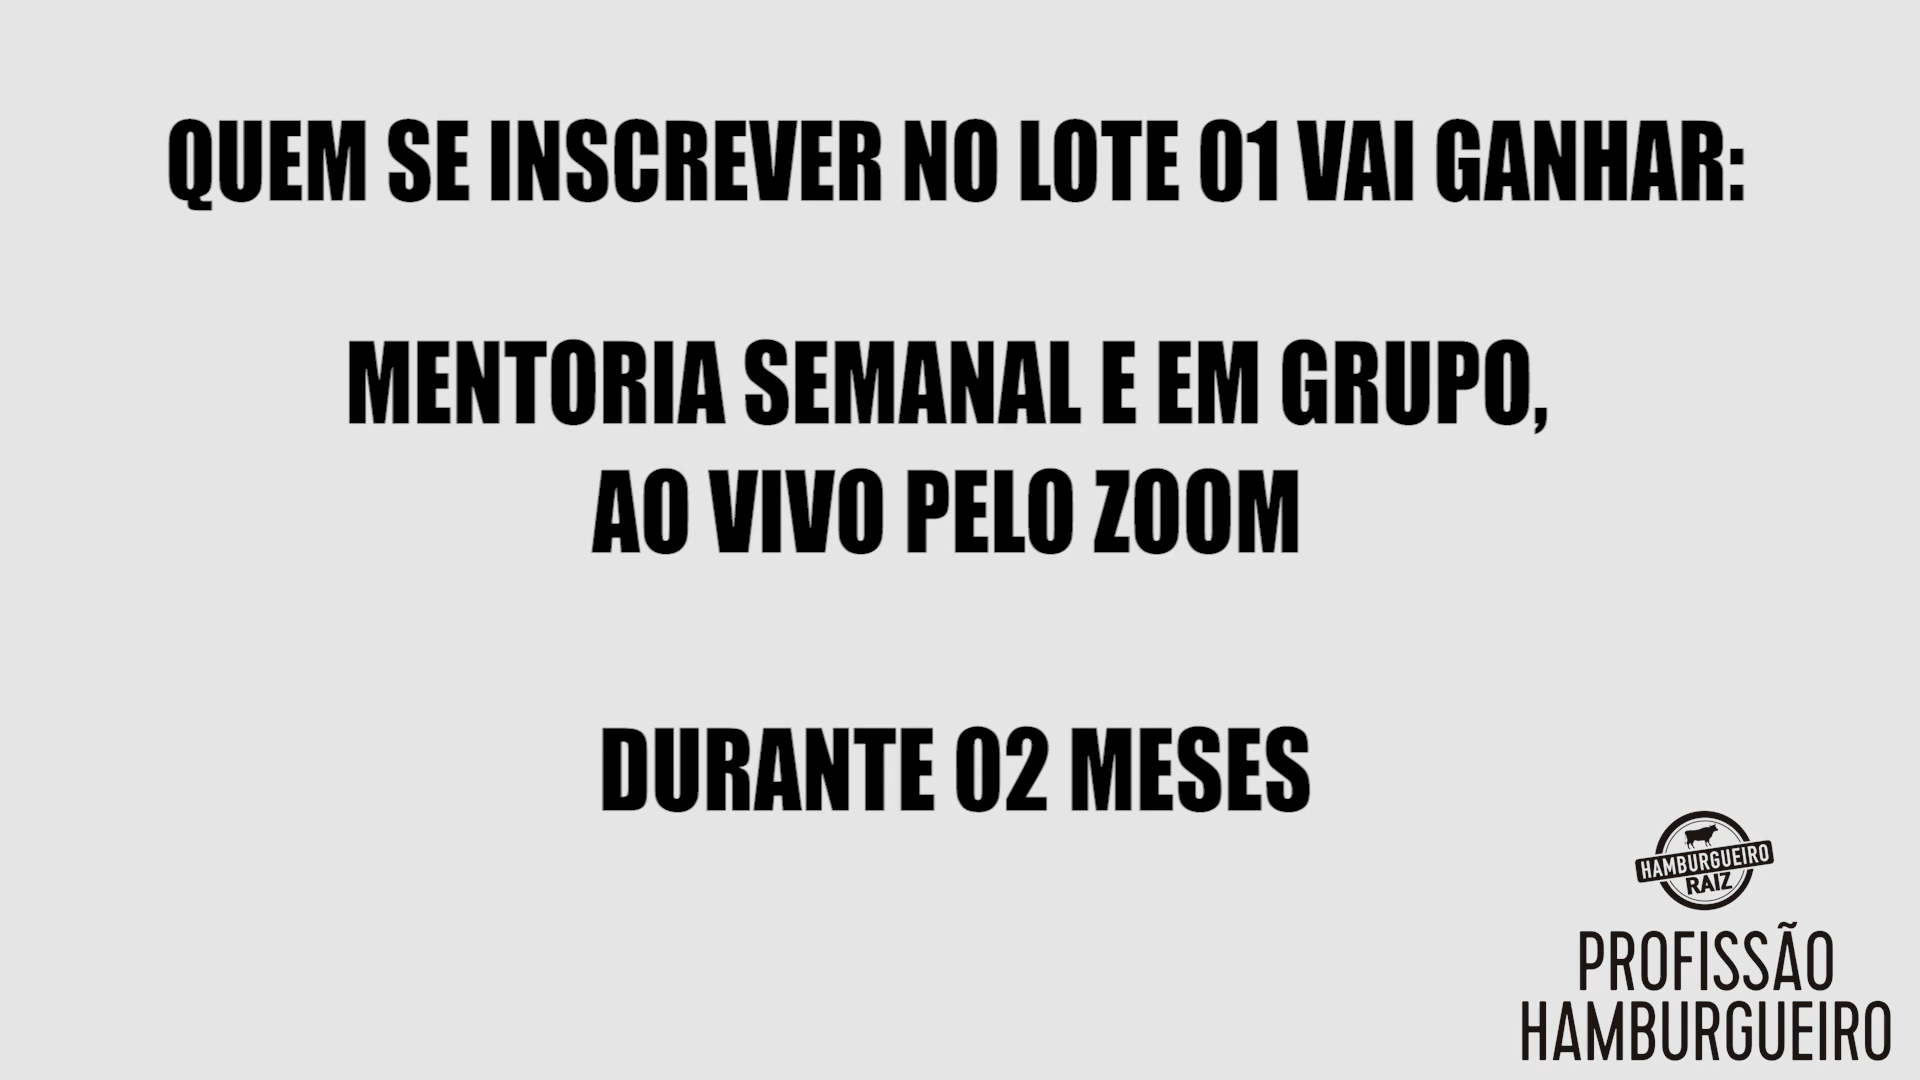 QUEM SE INSCREVER NO LOTE 01 VAI GANHAR:
MENTORIA SEMANAL E EM GRUPO,
AO VIVO PELO ZOOM
DURANTE 02 MESES
HAMBURGUEIRO
RAIZ
PROFISSÃO
HAMBURGUEIRO